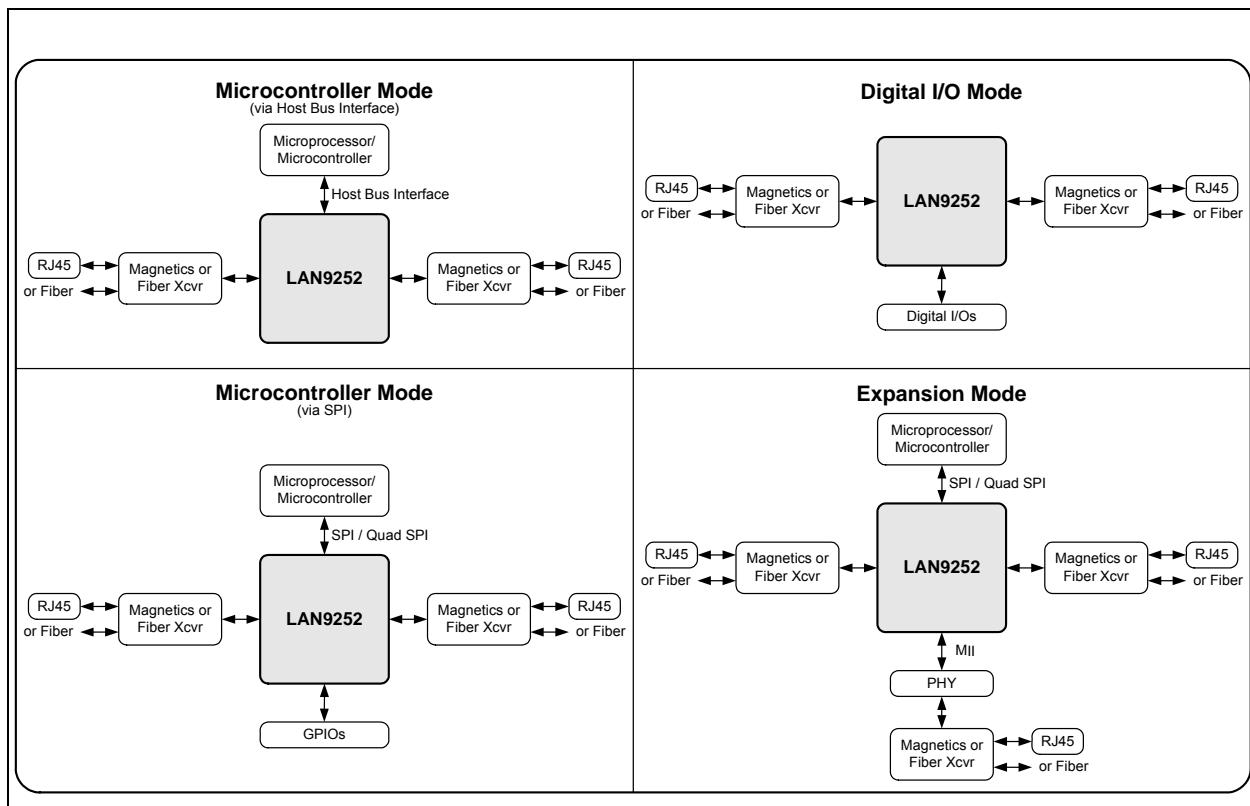 Microcontroller Mode
(via Host Bus Interface)
Microprocessor/
Microcontroller
Host Bus Interface
LAN9252
RJ45
or Fiber
Magnetics or
Fiber Xcvr
Magnetics or
Fiber Xcvr
RJ45
or Fiber
Digital I/O Mode
RJ45
or Fiber
Magnetics or
Fiber Xcvr
LAN9252
Magnetics or
Fiber Xcvr
RJ45
or Fiber
Digital I/Os
Microcontroller Mode
(via SPI)
Microprocessor/
Microcontroller
SPI / Quad SPI
RJ45
or Fiber
Magnetics or
Fiber Xcvr
LAN9252
Magnetics or
Fiber Xcvr
RJ45
or Fiber
GPIOs
Expansion Mode
Microprocessor/
Microcontroller
SPI / Quad SPI
RJ45
or Fiber
Magnetics or
Fiber Xcvr
LAN9252
Magnetics or
Fiber Xcvr
RJ45
or Fiber
MII
PHY
Magnetics or
Fiber Xcvr
RJ45
or Fiber